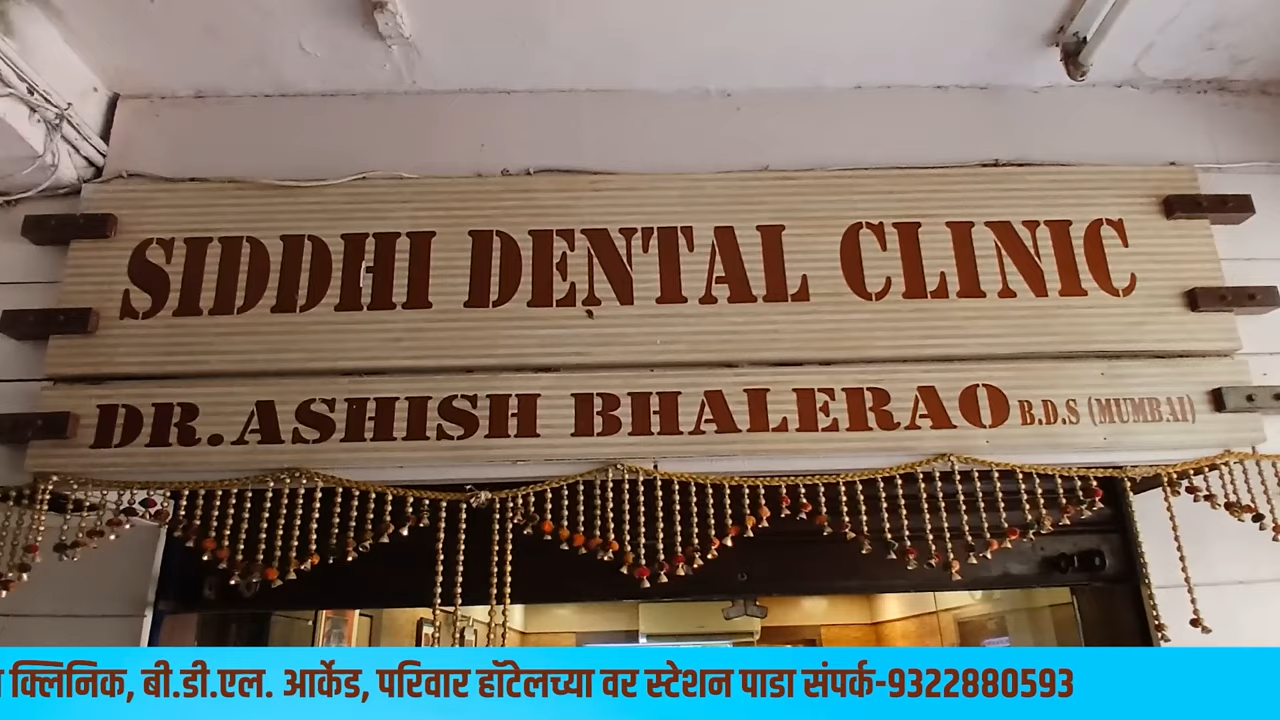 SIDDHI DENTAL CLINIC
DR. ASHISH BHALERAO B.D.S (MUMBAI)
क्लिनिक, बी.डी.एल. आर्केड, परिवार हॉटेलच्या वर स्टेशन पाडा संपर्क-9322880593